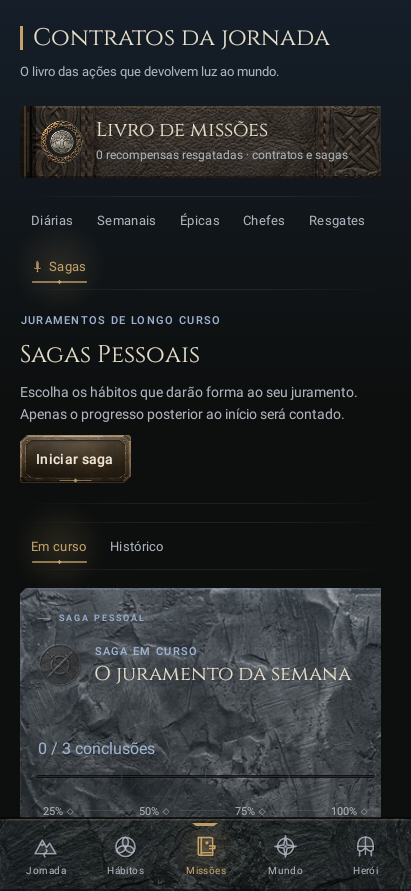 Contratos da Jornada
O livro das ações que devolvem luz ao mundo.
Livro de Missões
0 recompensas resgatadas · contratos e sagas
Diárias Semanais Épicas Chefes Resgates
Sagas
JURAMENTOS DE LONGO CURSO
Sagas Pessoais
Escolha os hábitos que darão forma ao seu juramento.
Apenas o progresso posterior ao início será contado.
Iniciar saga
Em curso Histórico
SAGA PESSOAL
SAGA EM CURSO
O juramento da semana
0 / 3 conclusões
25% ◇ 50% ◇ 75% ◇ 100% ◇
Jornada Hábitos Missões Mundo Herói